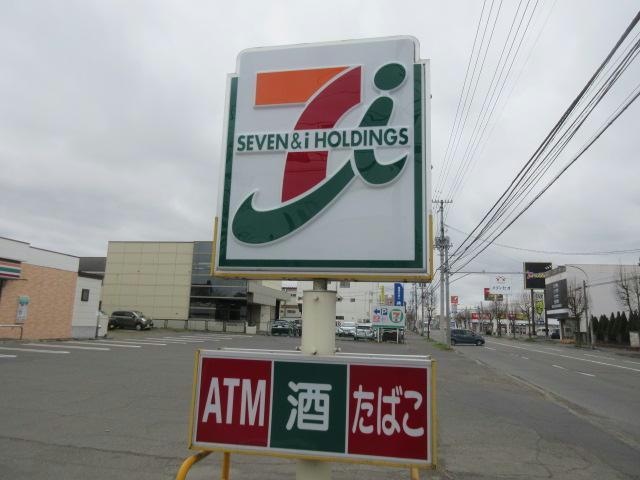 SEVEN & i HOLDINGS
ATM 酒 たばこ
P